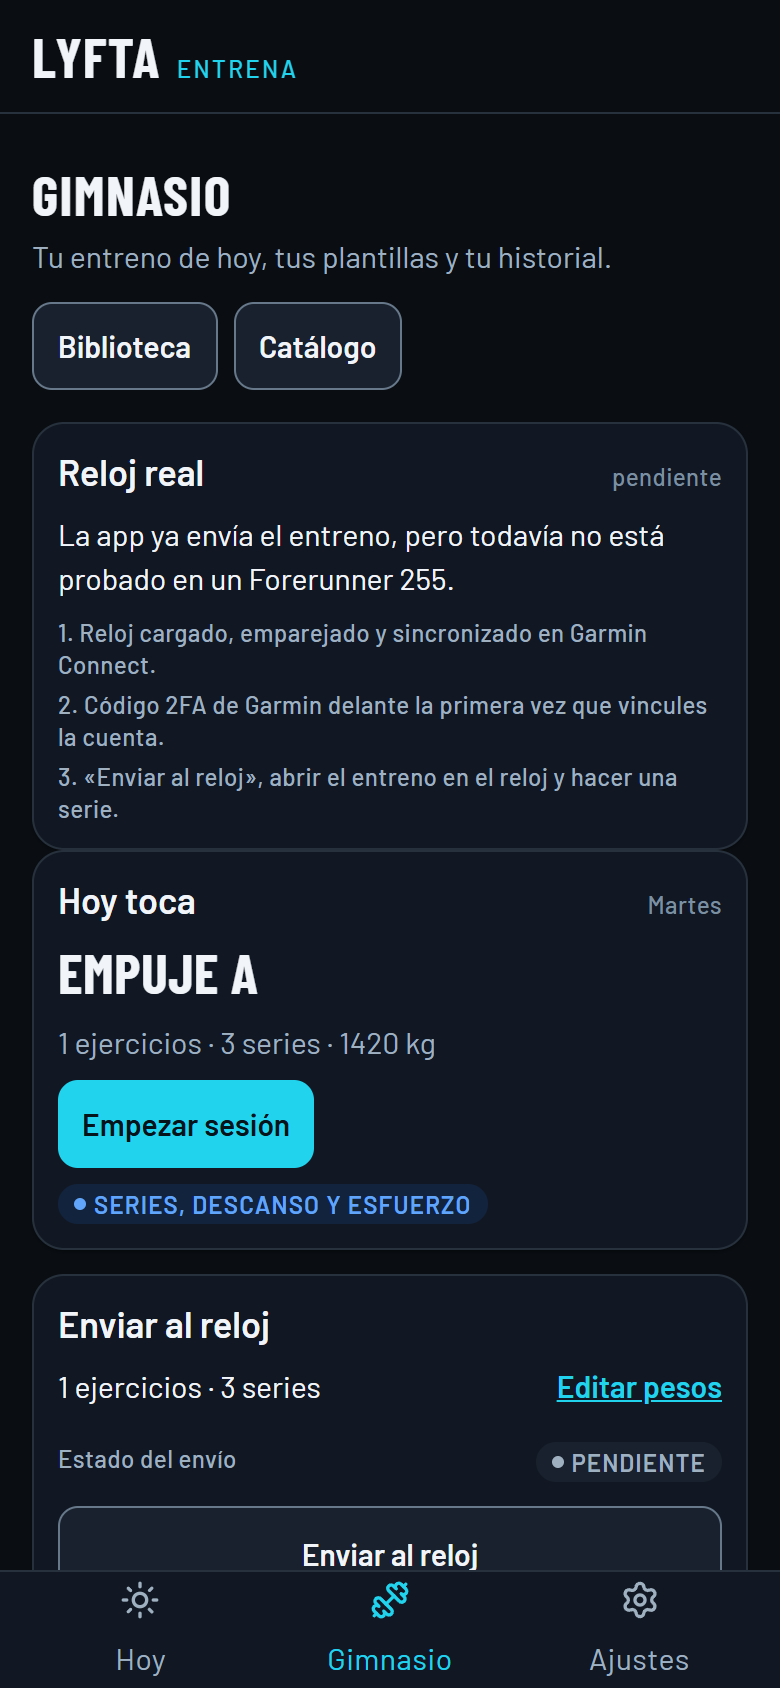 LYFTA ENTRENA
GIMNASIO
Tu entreno de hoy, tus plantillas y tu historial.
Biblioteca Catálogo
Reloj real pendiente
La app ya envía el entreno, pero todavía no está
probado en un Forerunner 255.
1. Reloj cargado, emparejado y sincronizado en Garmin
Connect.
2. Código 2FA de Garmin delante la primera vez que vincules
la cuenta.
3. «Enviar al reloj», abrir el entreno en el reloj y hacer una
serie.
Hoy toca Martes
EMPUJE A
1 ejercicios · 3 series · 1420 kg
Empezar sesión
SERIES, DESCANSO Y ESFUERZO
Enviar al reloj
1 ejercicios · 3 series Editar pesos
Estado del envío PENDIENTE
Enviar al reloj
Hoy Gimnasio Ajustes